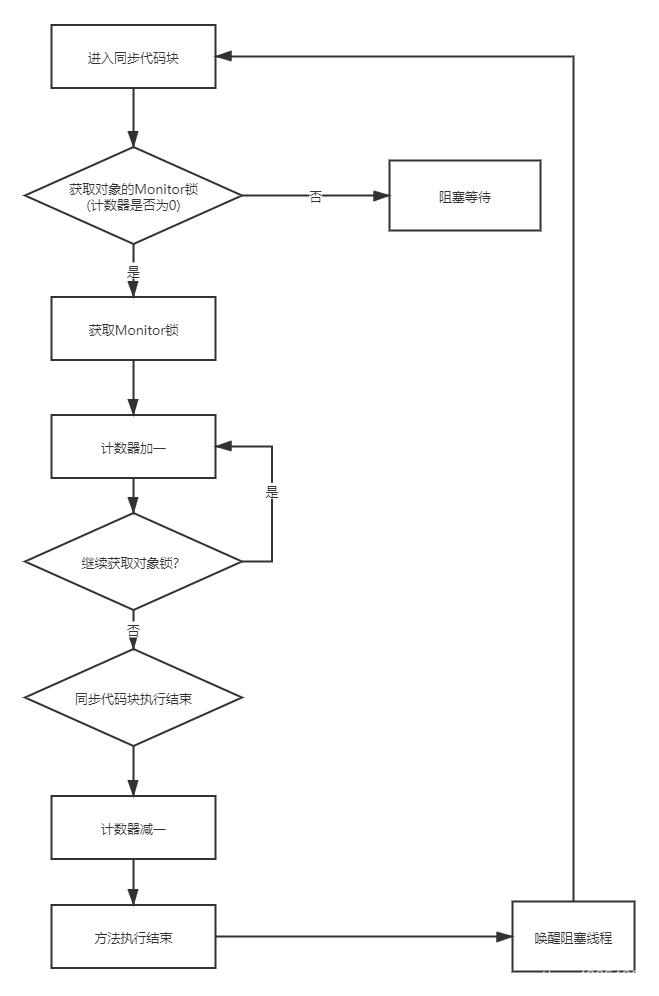 进入同步代码块
获取对象的Monitor锁
(计数器是否为0)
否
阻塞等待
是
获取Monitor锁
计数器加一
是
继续获取对象锁?
否
同步代码块执行结束
计数器减一
方法执行结束
唤醒阻塞线程